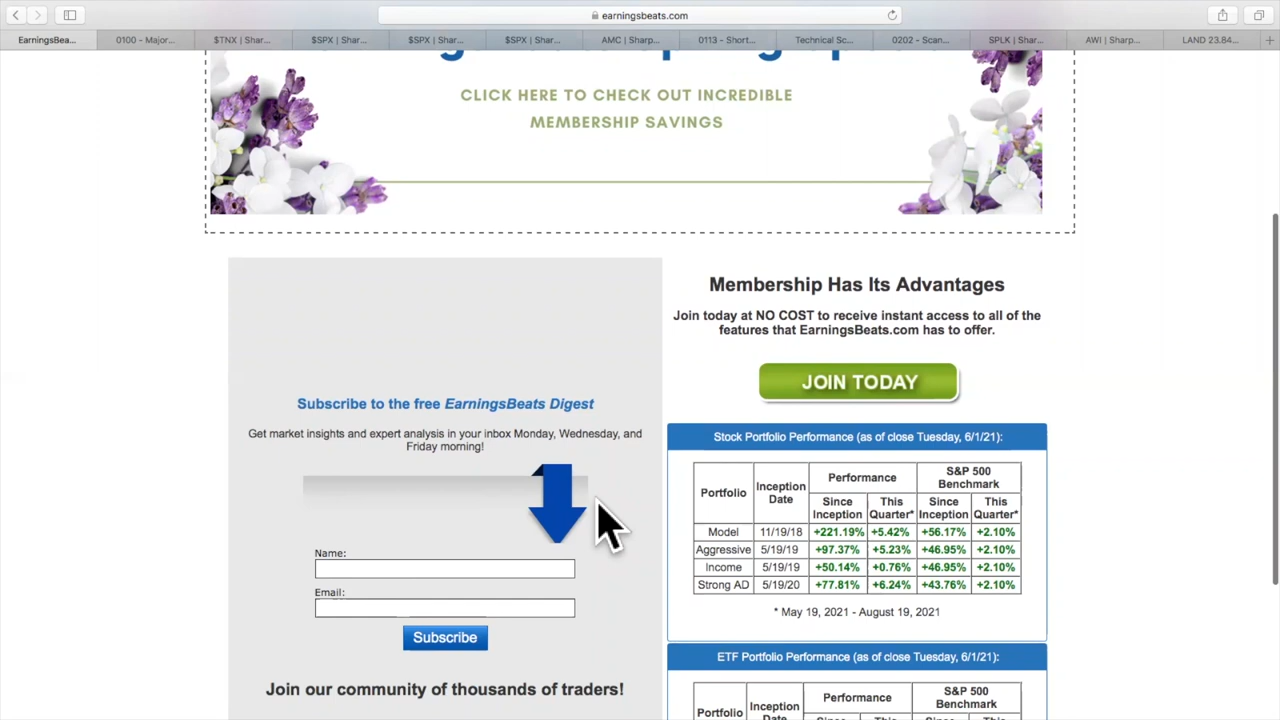 earningsbeats.com
EarningsBea...
0100 - Major...
$TNX | Shar...
$SPX | Shar...
$SPX | Shar...
$SPX | Shar...
AMC | Sharp...
0113 - Short...
Technical Sc...
0202 - Scan...
SPLK | Shar...
AWI | Sharp...
LAND 23.84...
CLICK HERE TO CHECK OUT INCREDIBLE
MEMBERSHIP SAVINGS
Subscribe to the free EarningsBeats Digest
Get market insights and expert analysis in your inbox Monday, Wednesday, and
Friday morning!
Name:
Email:
Subscribe
Join our community of thousands of traders!
Membership Has Its Advantages
Join today at NO COST to receive instant access to all of the
features that EarningsBeats.com has to offer.
JOIN TODAY
Stock Portfolio Performance (as of close Tuesday, 6/1/21):
Portfolio Inception Date Performance S&P 500 Benchmark
Since Inception This Quarter* Since Inception This Quarter*
Model 11/19/18 +221.19% +5.42% +56.17% +2.10%
Aggressive 5/19/19 +97.37% +5.23% +46.95% +2.10%
Income 5/19/19 +50.14% +0.76% +46.95% +2.10%
Strong AD 5/19/20 +77.81% +6.24% +43.76% +2.10%
* May 19, 2021 - August 19, 2021
ETF Portfolio Performance (as of close Tuesday, 6/1/21):
Portfolio Inception Performance S&P 500 Benchmark
Since This Since This